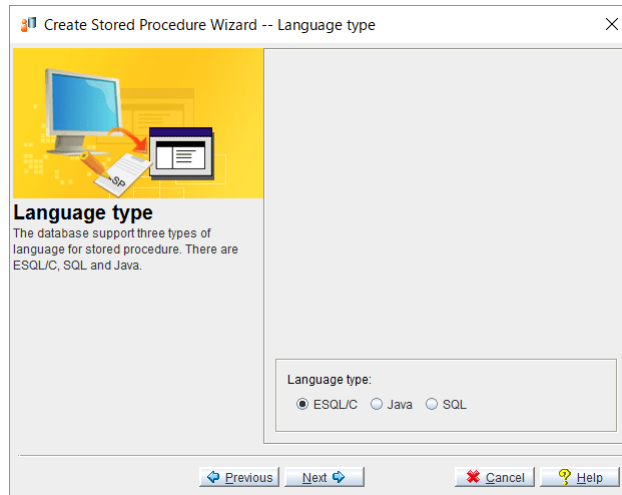 Create Stored Procedure Wizard -- Language type
SP
Language type
The database support three types of
language for stored procedure. There are
ESQL/C, SQL and Java.
Language type:
ESQL/C Java SQL
Previous Next Cancel Help